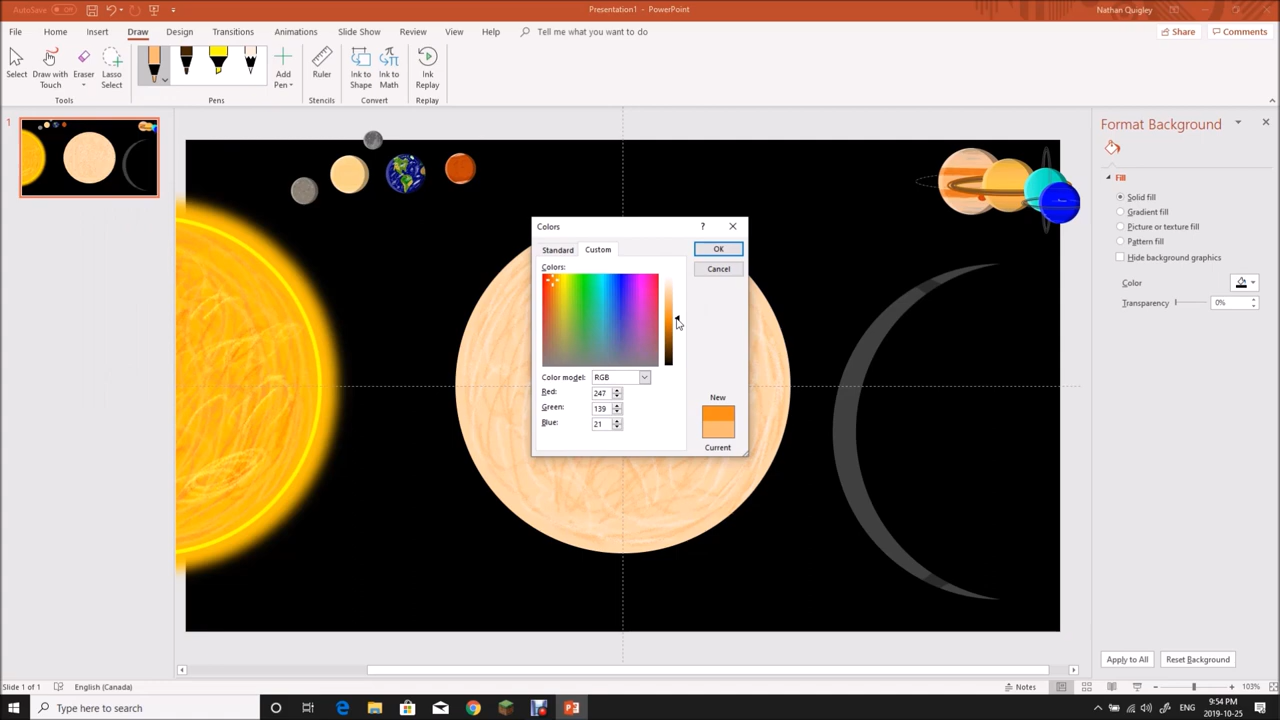 AutoSave Off
Presentation1 - PowerPoint
Nathan Quigley
File Home Insert Draw Design Transitions Animations Slide Show Review View Help Tell me what you want to do
Share Comments
Select Draw with Touch Eraser Lasso Select Add Pen Ruler Ink to Shape Ink to Math Ink Replay
Tools Pens Stencils Convert Replay
1
Format Background
Fill
Solid fill
Gradient fill
Picture or texture fill
Pattern fill
Hide background graphics
Color
Transparency 0%
Colors ?
Standard Custom
OK
Cancel
Colors:
Color model: RGB
Red: 247
Green: 139
Blue: 21
New
Current
Apply to All Reset Background
Slide 1 of 1 English (Canada) Notes 103%
Type here to search
9:54 PM
ENG
2019-10-25